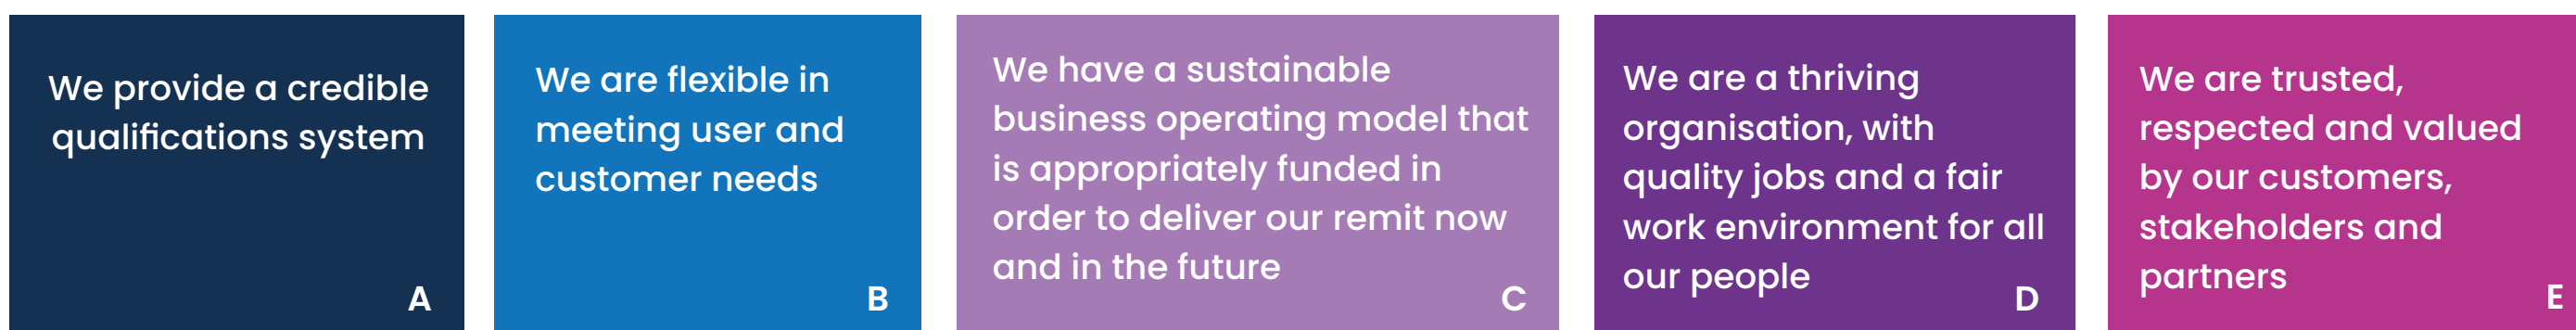 We provide a credible
qualifications system
A
We are flexible in
meeting user and
customer needs
B
We have a sustainable
business operating model that
is appropriately funded in
order to deliver our remit now
and in the future
C
We are a thriving
organisation, with
quality jobs and a fair
work environment for all
our people
D
We are trusted,
respected and valued
by our customers,
stakeholders and
partners
E